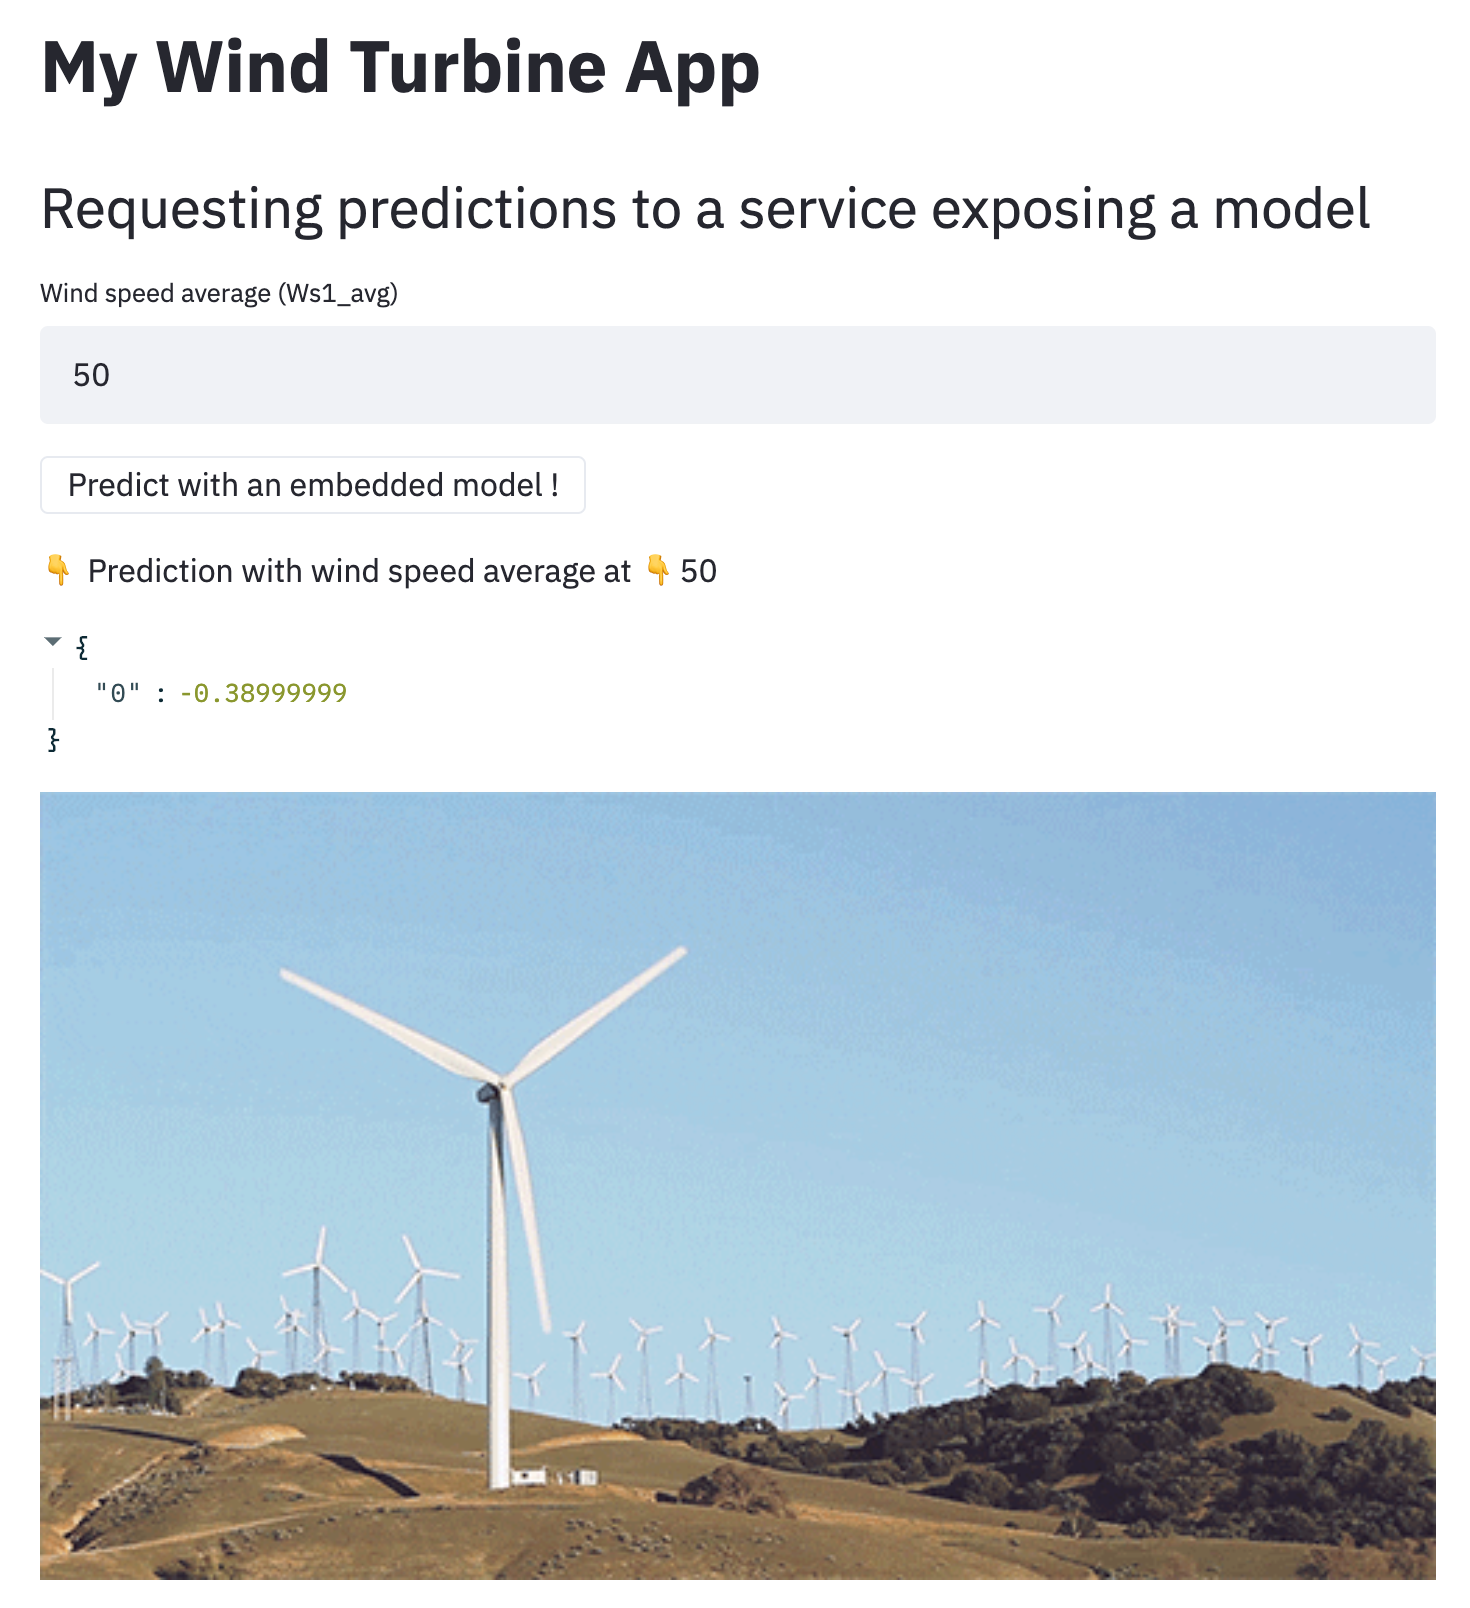 My Wind Turbine App
Requesting predictions to a service exposing a model
Wind speed average (Ws1_avg)
50
Predict with an embedded model !
👇 Prediction with wind speed average at 👇 50
{
"0" : -0.38999999
}